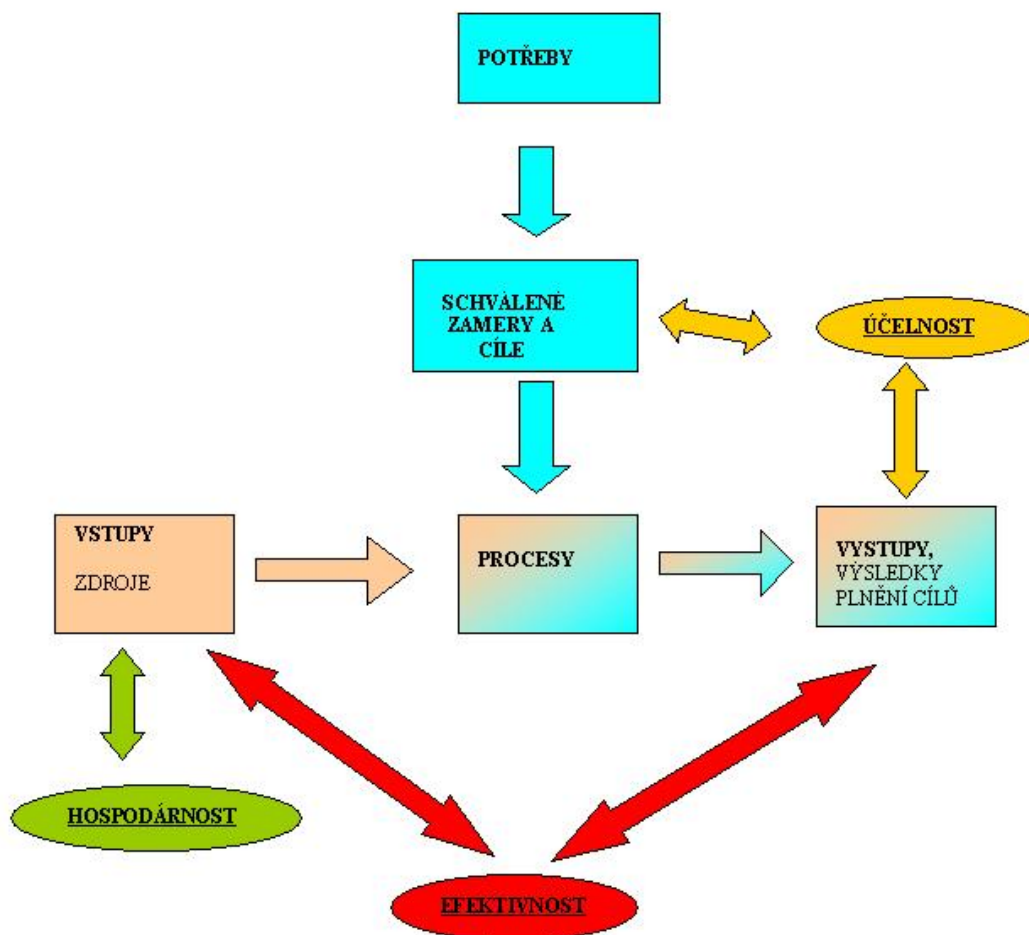 POTŘEBY
SCHVÁLENÉ
ZAMERY A
CÍLE
ÚČELNOST
VSTUPY
ZDROJE
PROCESY
VYSTUPY,
VÝSLEDKY
PLNĚNÍ CÍLŮ
HOSPODÁRNOST
EFEKTIVNOST